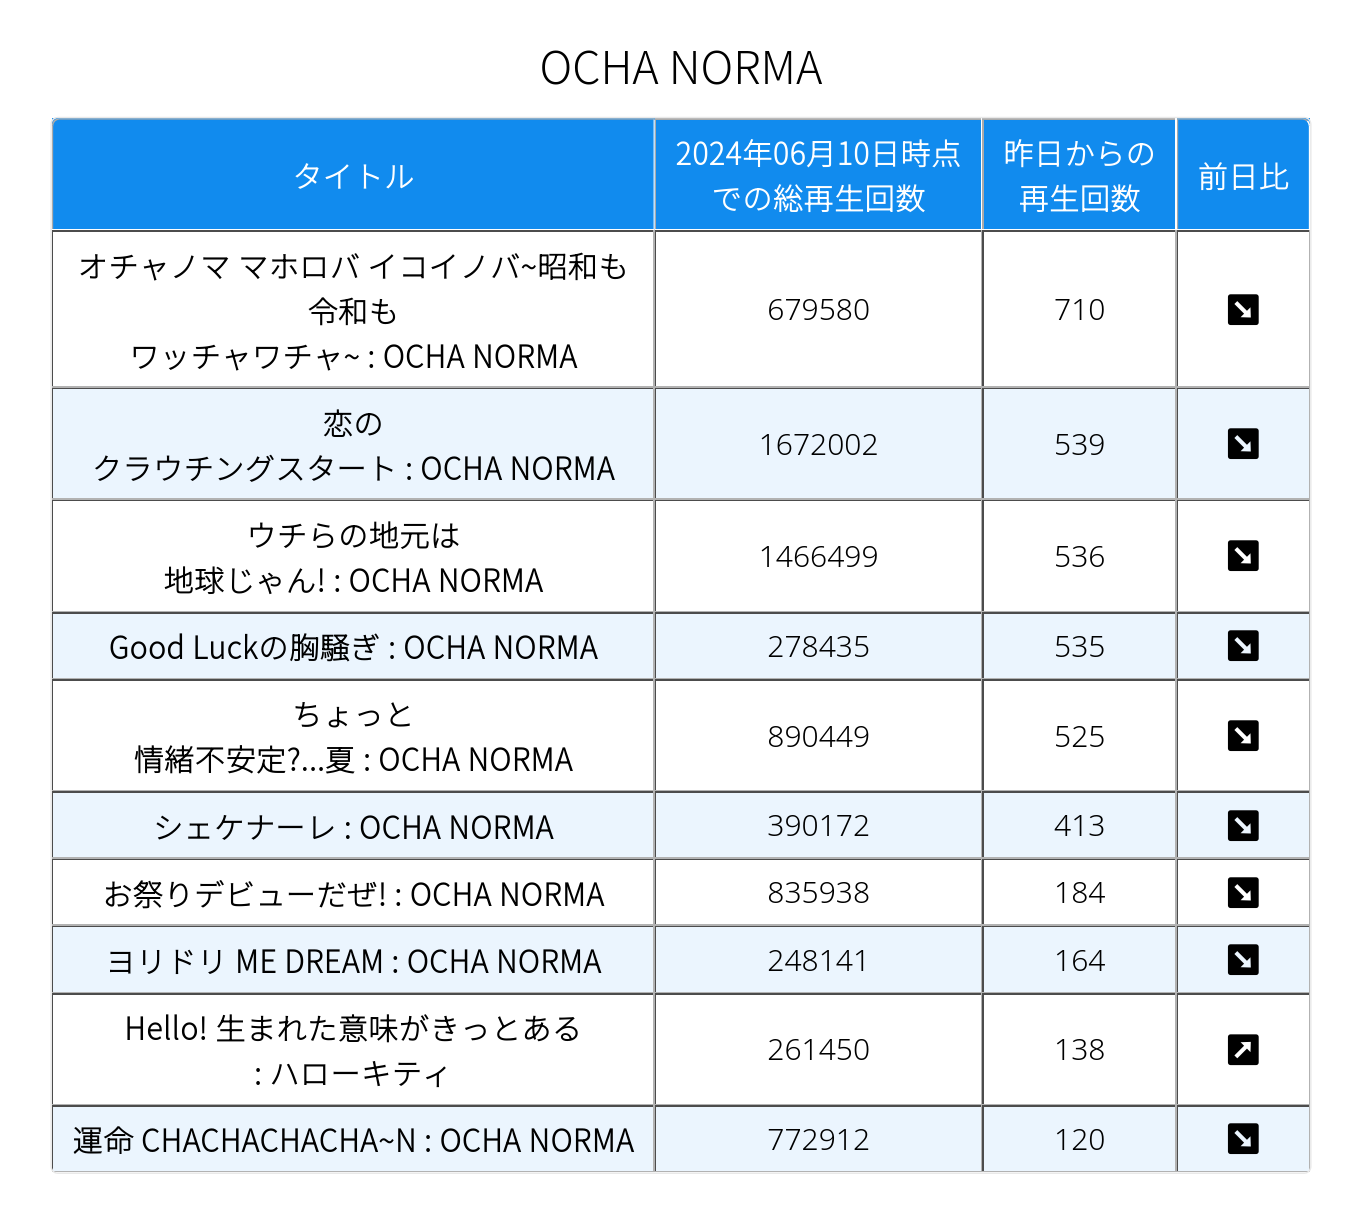 OCHA NORMA
タイトル
2024年06月10日時点
での総再生回数
昨日からの
再生回数
前日比
オチャノマ マホロバ イコイノバ~昭和も
令和も
ワッチャワチャ~ : OCHA NORMA
679580
710
恋の
クラウチングスタート : OCHA NORMA
1672002
539
ウチらの地元は
地球じゃん! : OCHA NORMA
1466499
536
Good Luckの胸騒ぎ : OCHA NORMA
278435
535
ちょっと
情緒不安定?...夏 : OCHA NORMA
890449
525
シェケナーレ : OCHA NORMA
390172
413
お祭りデビューだぜ! : OCHA NORMA
835938
184
ヨリドリ ME DREAM : OCHA NORMA
248141
164
Hello! 生まれた意味がきっとある
: ハローキティ
261450
138
運命 CHACHACHACHA~N : OCHA NORMA
772912
120